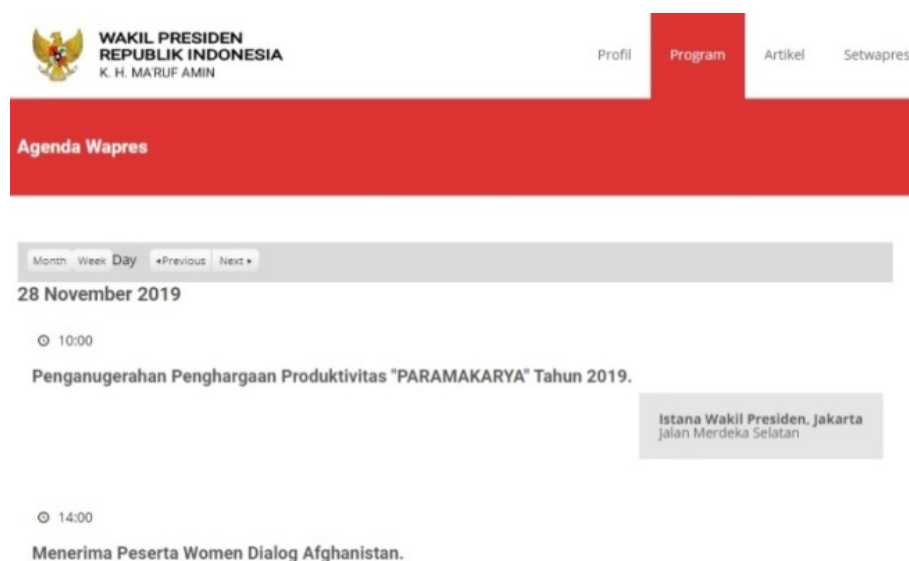 WAKIL PRESIDEN
REPUBLIK INDONESIA
K. H. MA'RUF AMIN
Profil Program Artikel Setwapres
Agenda Wapres
Month Week Day ◂Previous Next▸
28 November 2019
10:00
Penganugerahan Penghargaan Produktivitas "PARAMAKARYA" Tahun 2019.
Istana Wakil Presiden, Jakarta
Jalan Merdeka Selatan
14:00
Menerima Peserta Women Dialog Afghanistan.